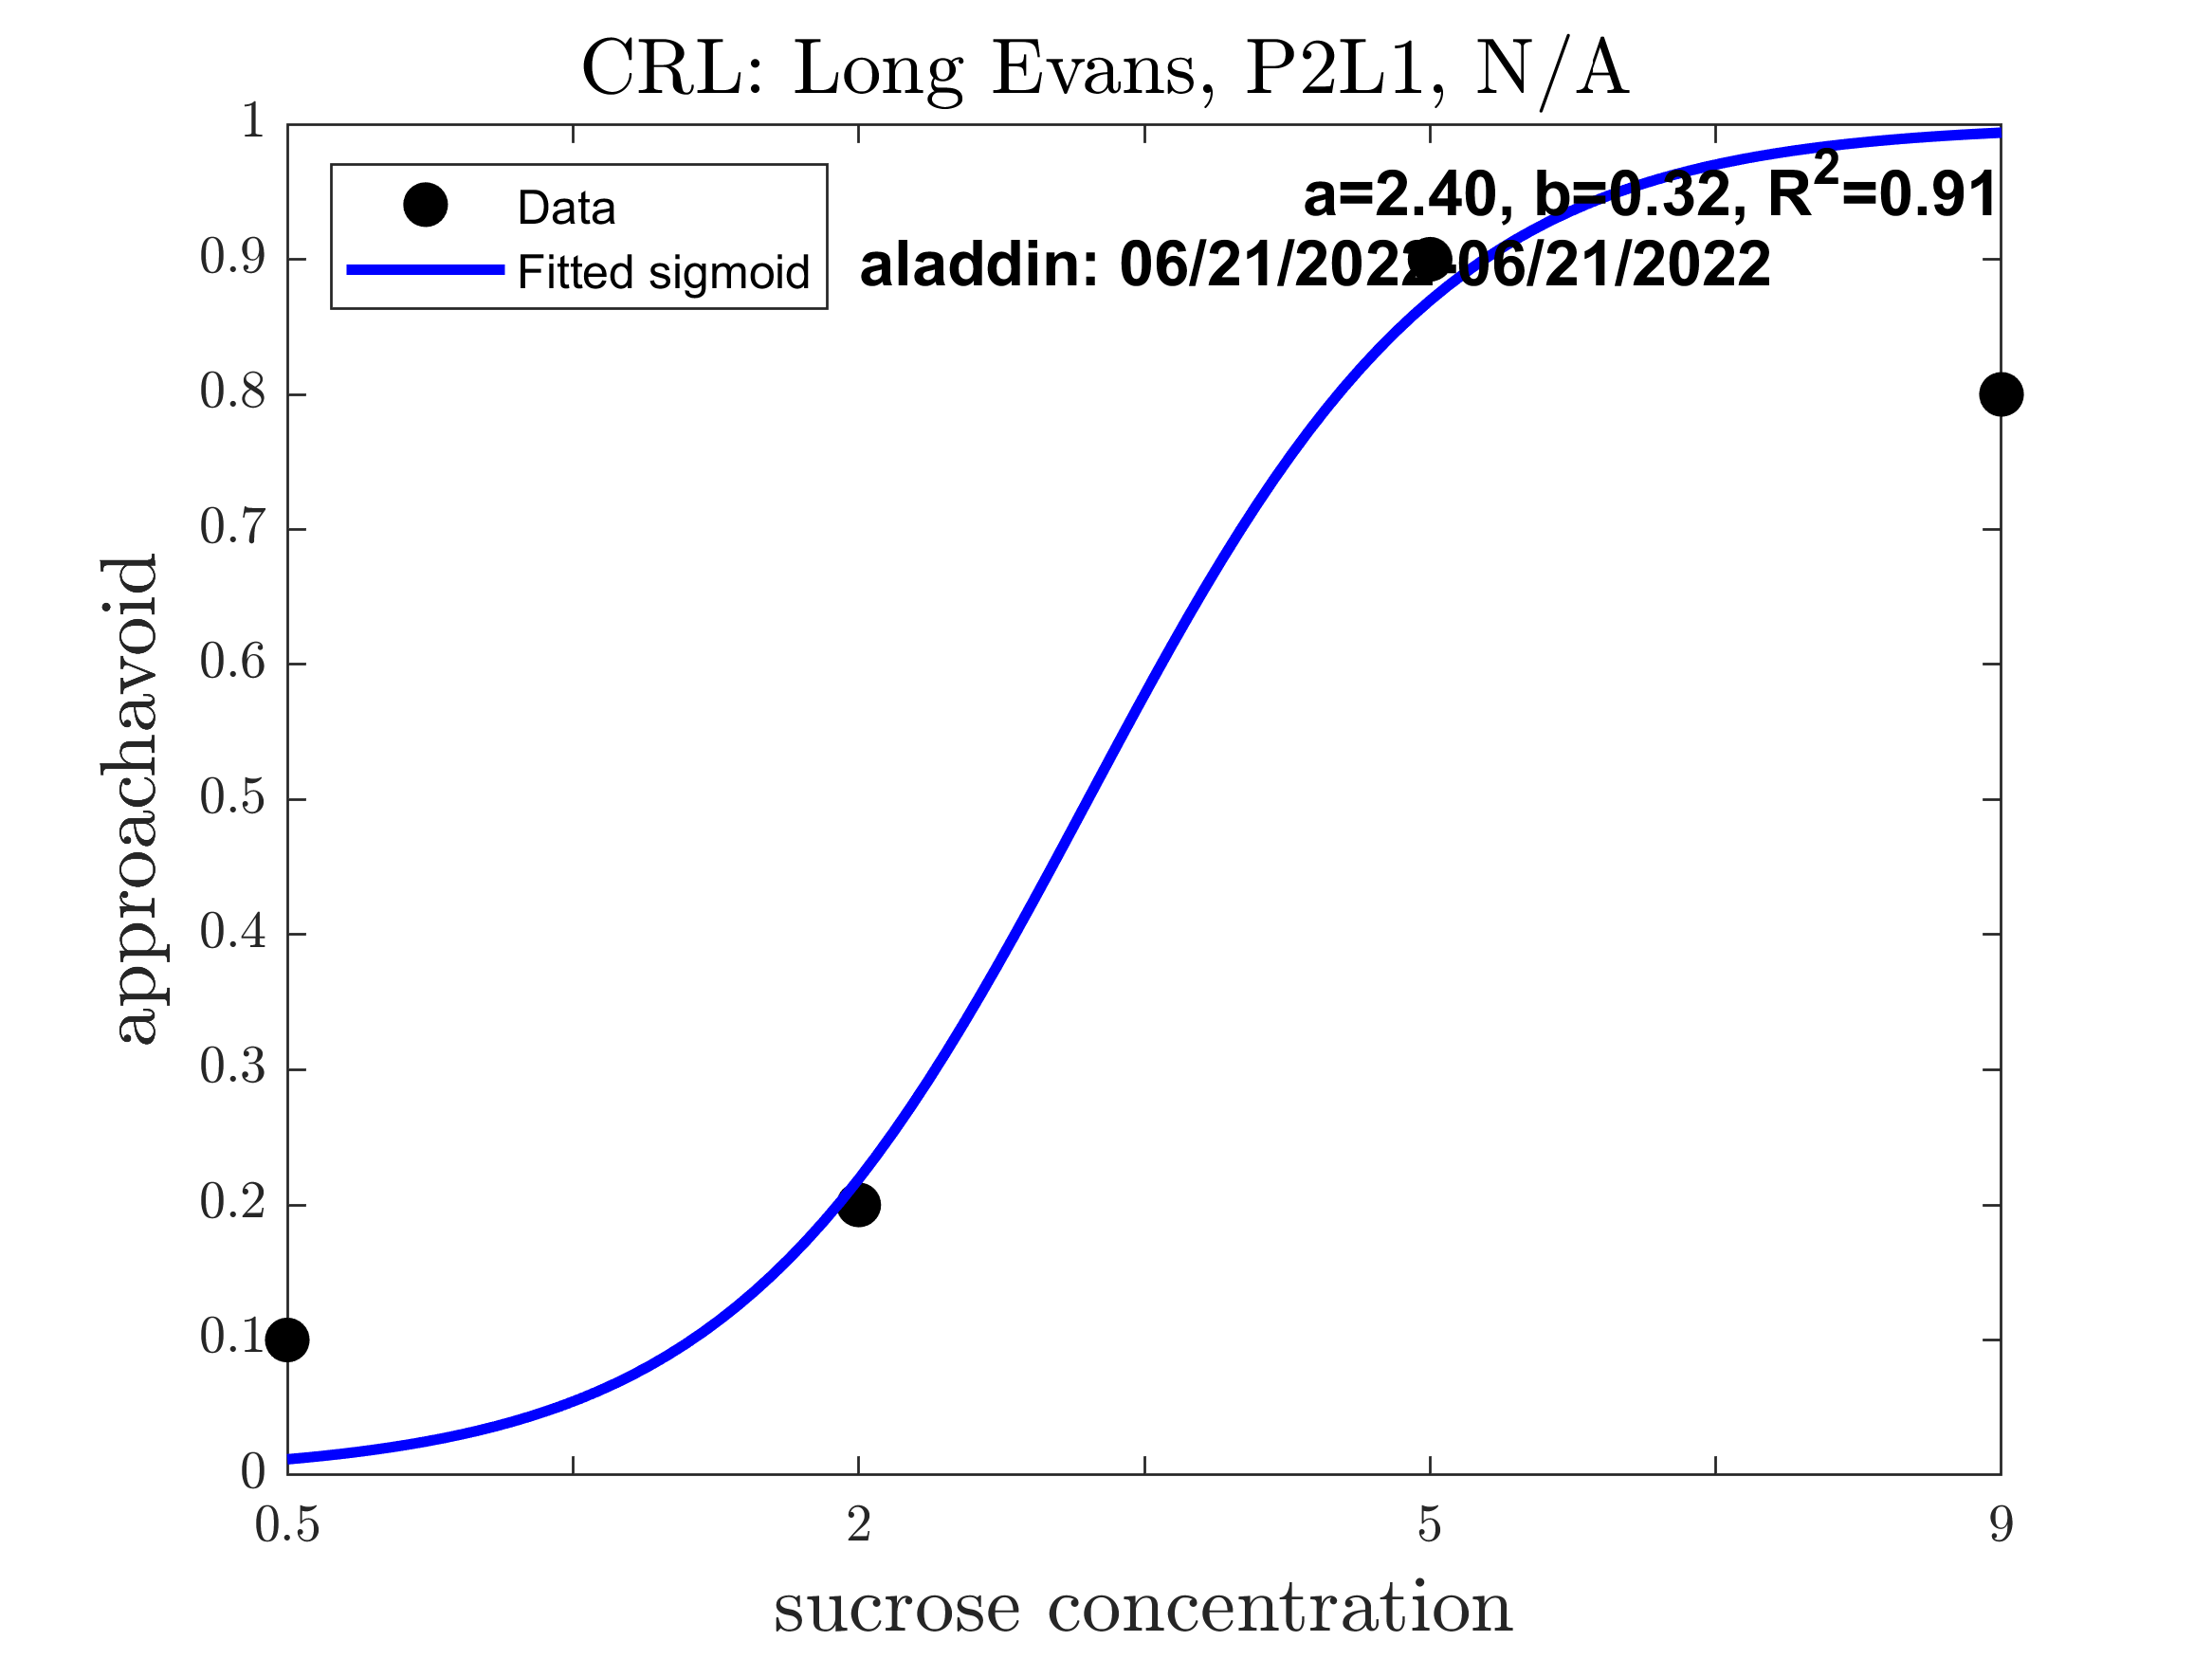 CRL: Long Evans, P2L1, N/A
1
0.9
0.8
0.7
0.6
0.5
0.4
0.3
0.2
0.1
0
approachavoid
Data
Fitted sigmoid
a=2.40, b=0.32, R²=0.91
aladdin: 06/21/2022-06/21/2022
0.5 2 5 9
sucrose concentration